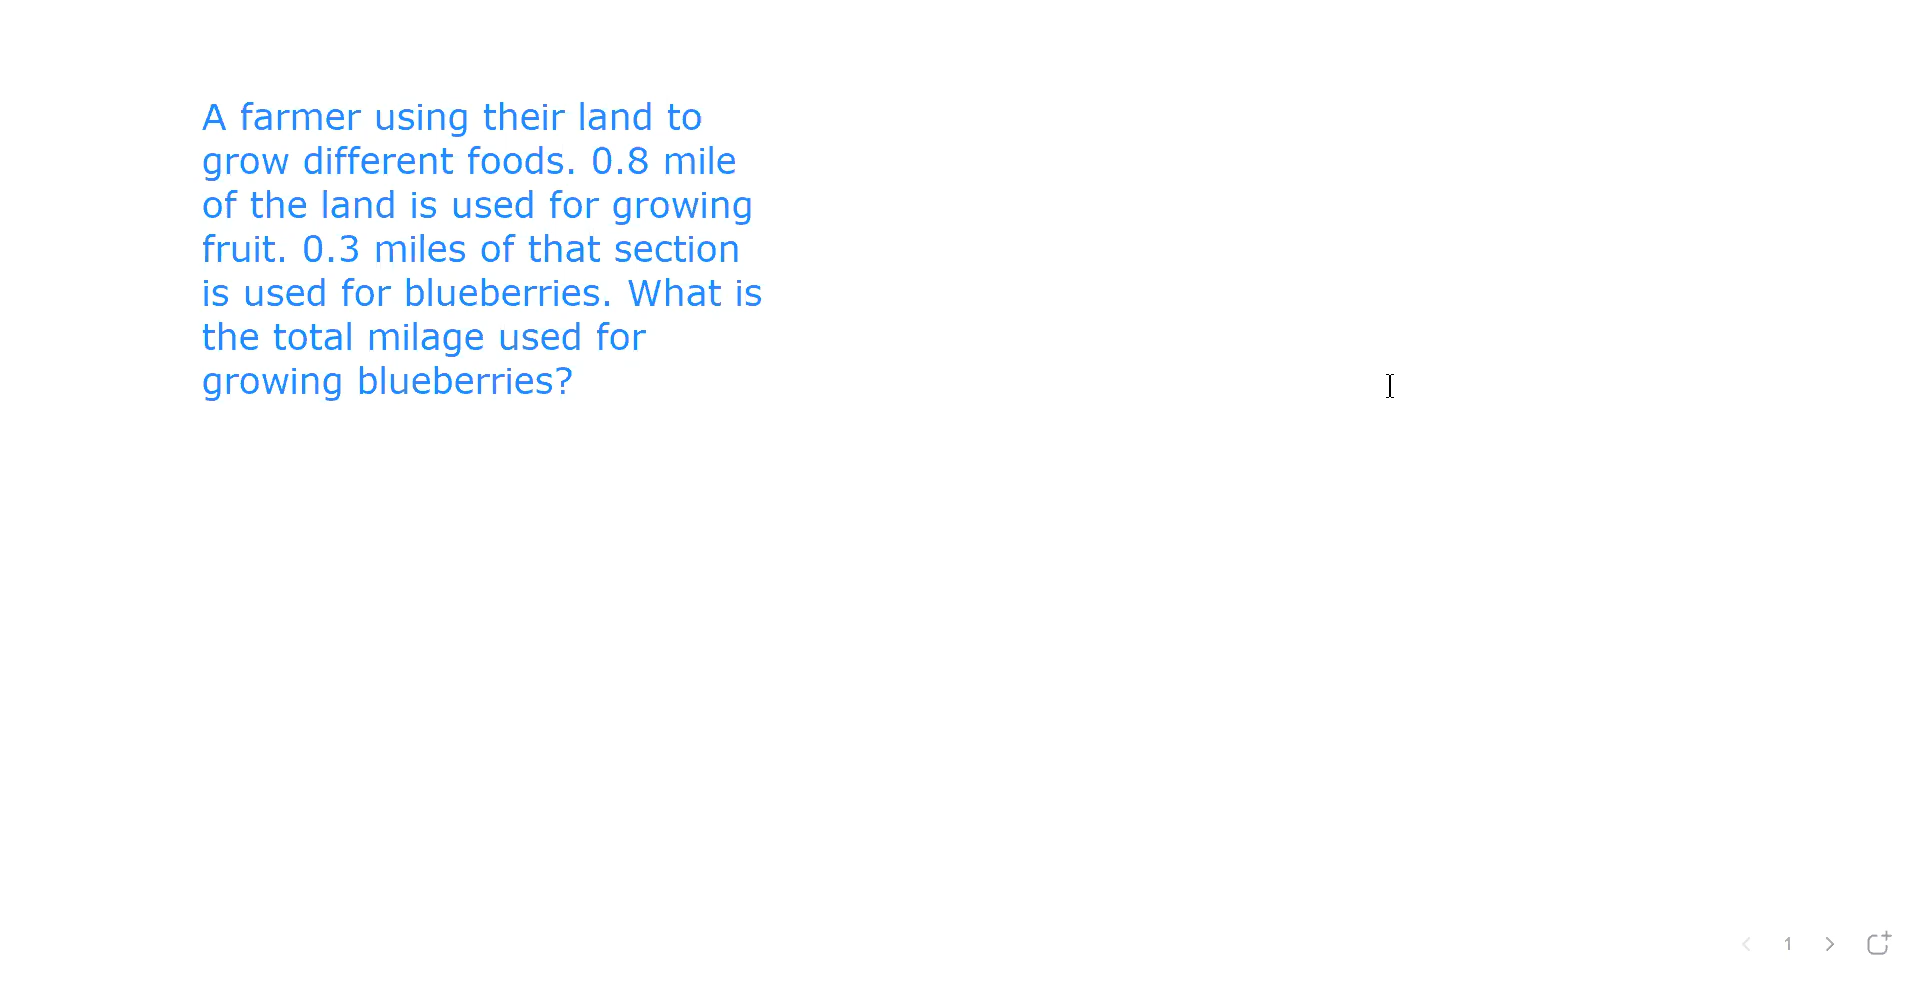 A farmer using their land to
grow different foods. 0.8 mile
of the land is used for growing
fruit. 0.3 miles of that section
is used for blueberries. What is
the total milage used for
growing blueberries?
1